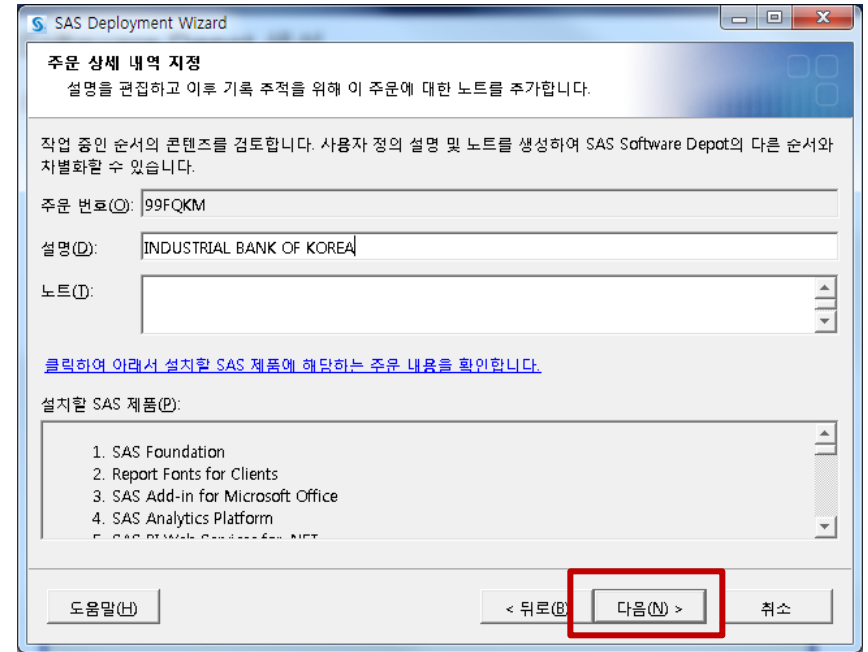 SAS Deployment Wizard
주문 상세 내역 지정
설명을 편집하고 이후 기록 추적을 위해 이 주문에 대한 노트를 추가합니다.
작업 중인 순서의 콘텐츠를 검토합니다. 사용자 정의 설명 및 노트를 생성하여 SAS Software Depot의 다른 순서와
차별화할 수 있습니다.
주문 번호(O): 99FQKM
설명(D): INDUSTRIAL BANK OF KOREA
노트(T):
클릭하여 아래서 설치할 SAS 제품에 해당하는 주문 내용을 확인합니다.
설치할 SAS 제품(P):
1. SAS Foundation
2. Report Fonts for Clients
3. SAS Add-in for Microsoft Office
4. SAS Analytics Platform
5. SAS BI Web Services for .NET
도움말(H) < 뒤로(B) 다음(N) > 취소